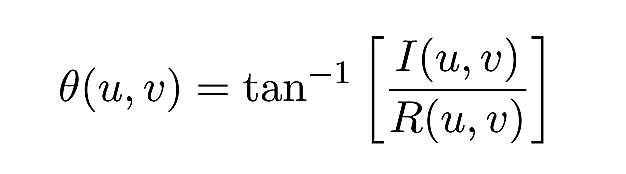 θ(u, v) = tan⁻¹ [ I(u, v) / R(u, v) ]